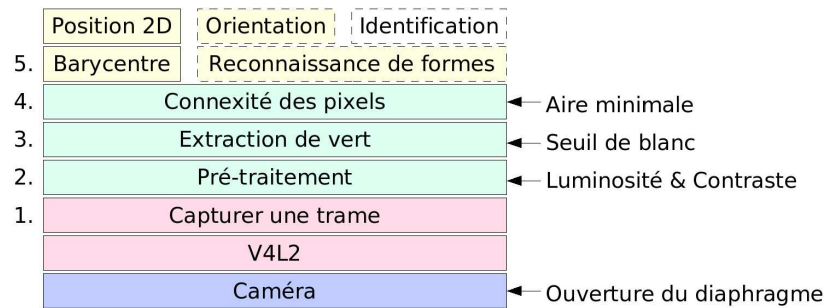 Position 2D Orientation Identification
5. Barycentre Reconnaissance de formes
4. Connexité des pixels Aire minimale
3. Extraction de vert Seuil de blanc
2. Pré-traitement Luminosité & Contraste
1. Capturer une trame
V4L2
Caméra Ouverture du diaphragme